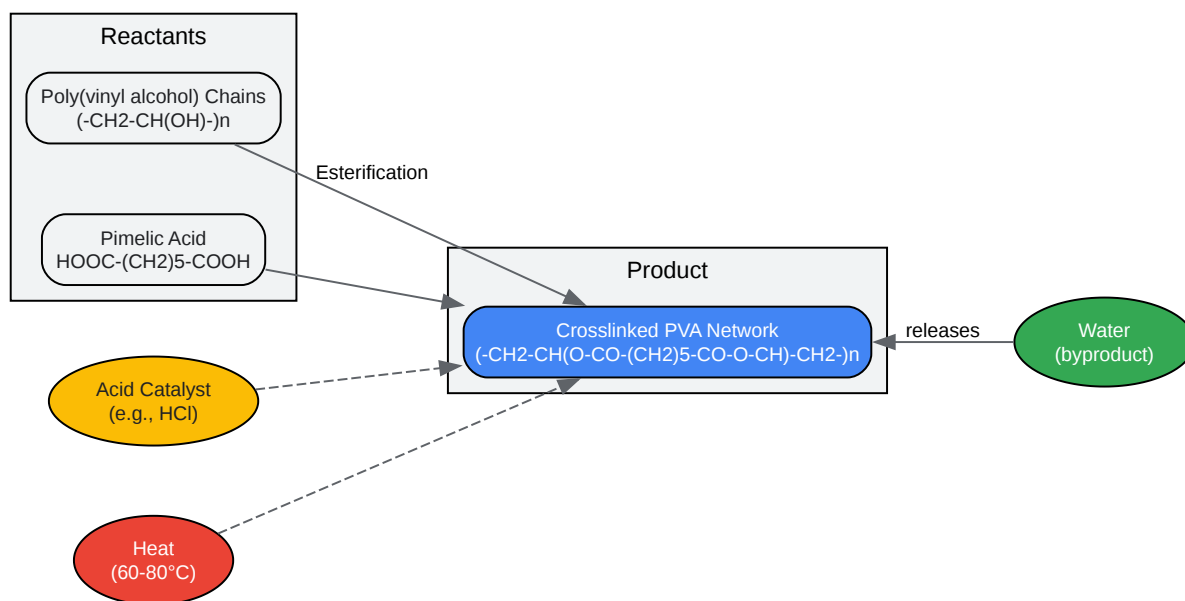 Reactants
Poly(vinyl alcohol) Chains
(-CH2-CH(OH)-)n
Esterification
Pimelic Acid
HOOC-(CH2)5-COOH
Product
Crosslinked PVA Network
(-CH2-CH(O-CO-(CH2)5-CO-O-CH)-CH2-)n
releases
Water
(byproduct)
Acid Catalyst
(e.g., HCl)
Heat
(60-80°C)